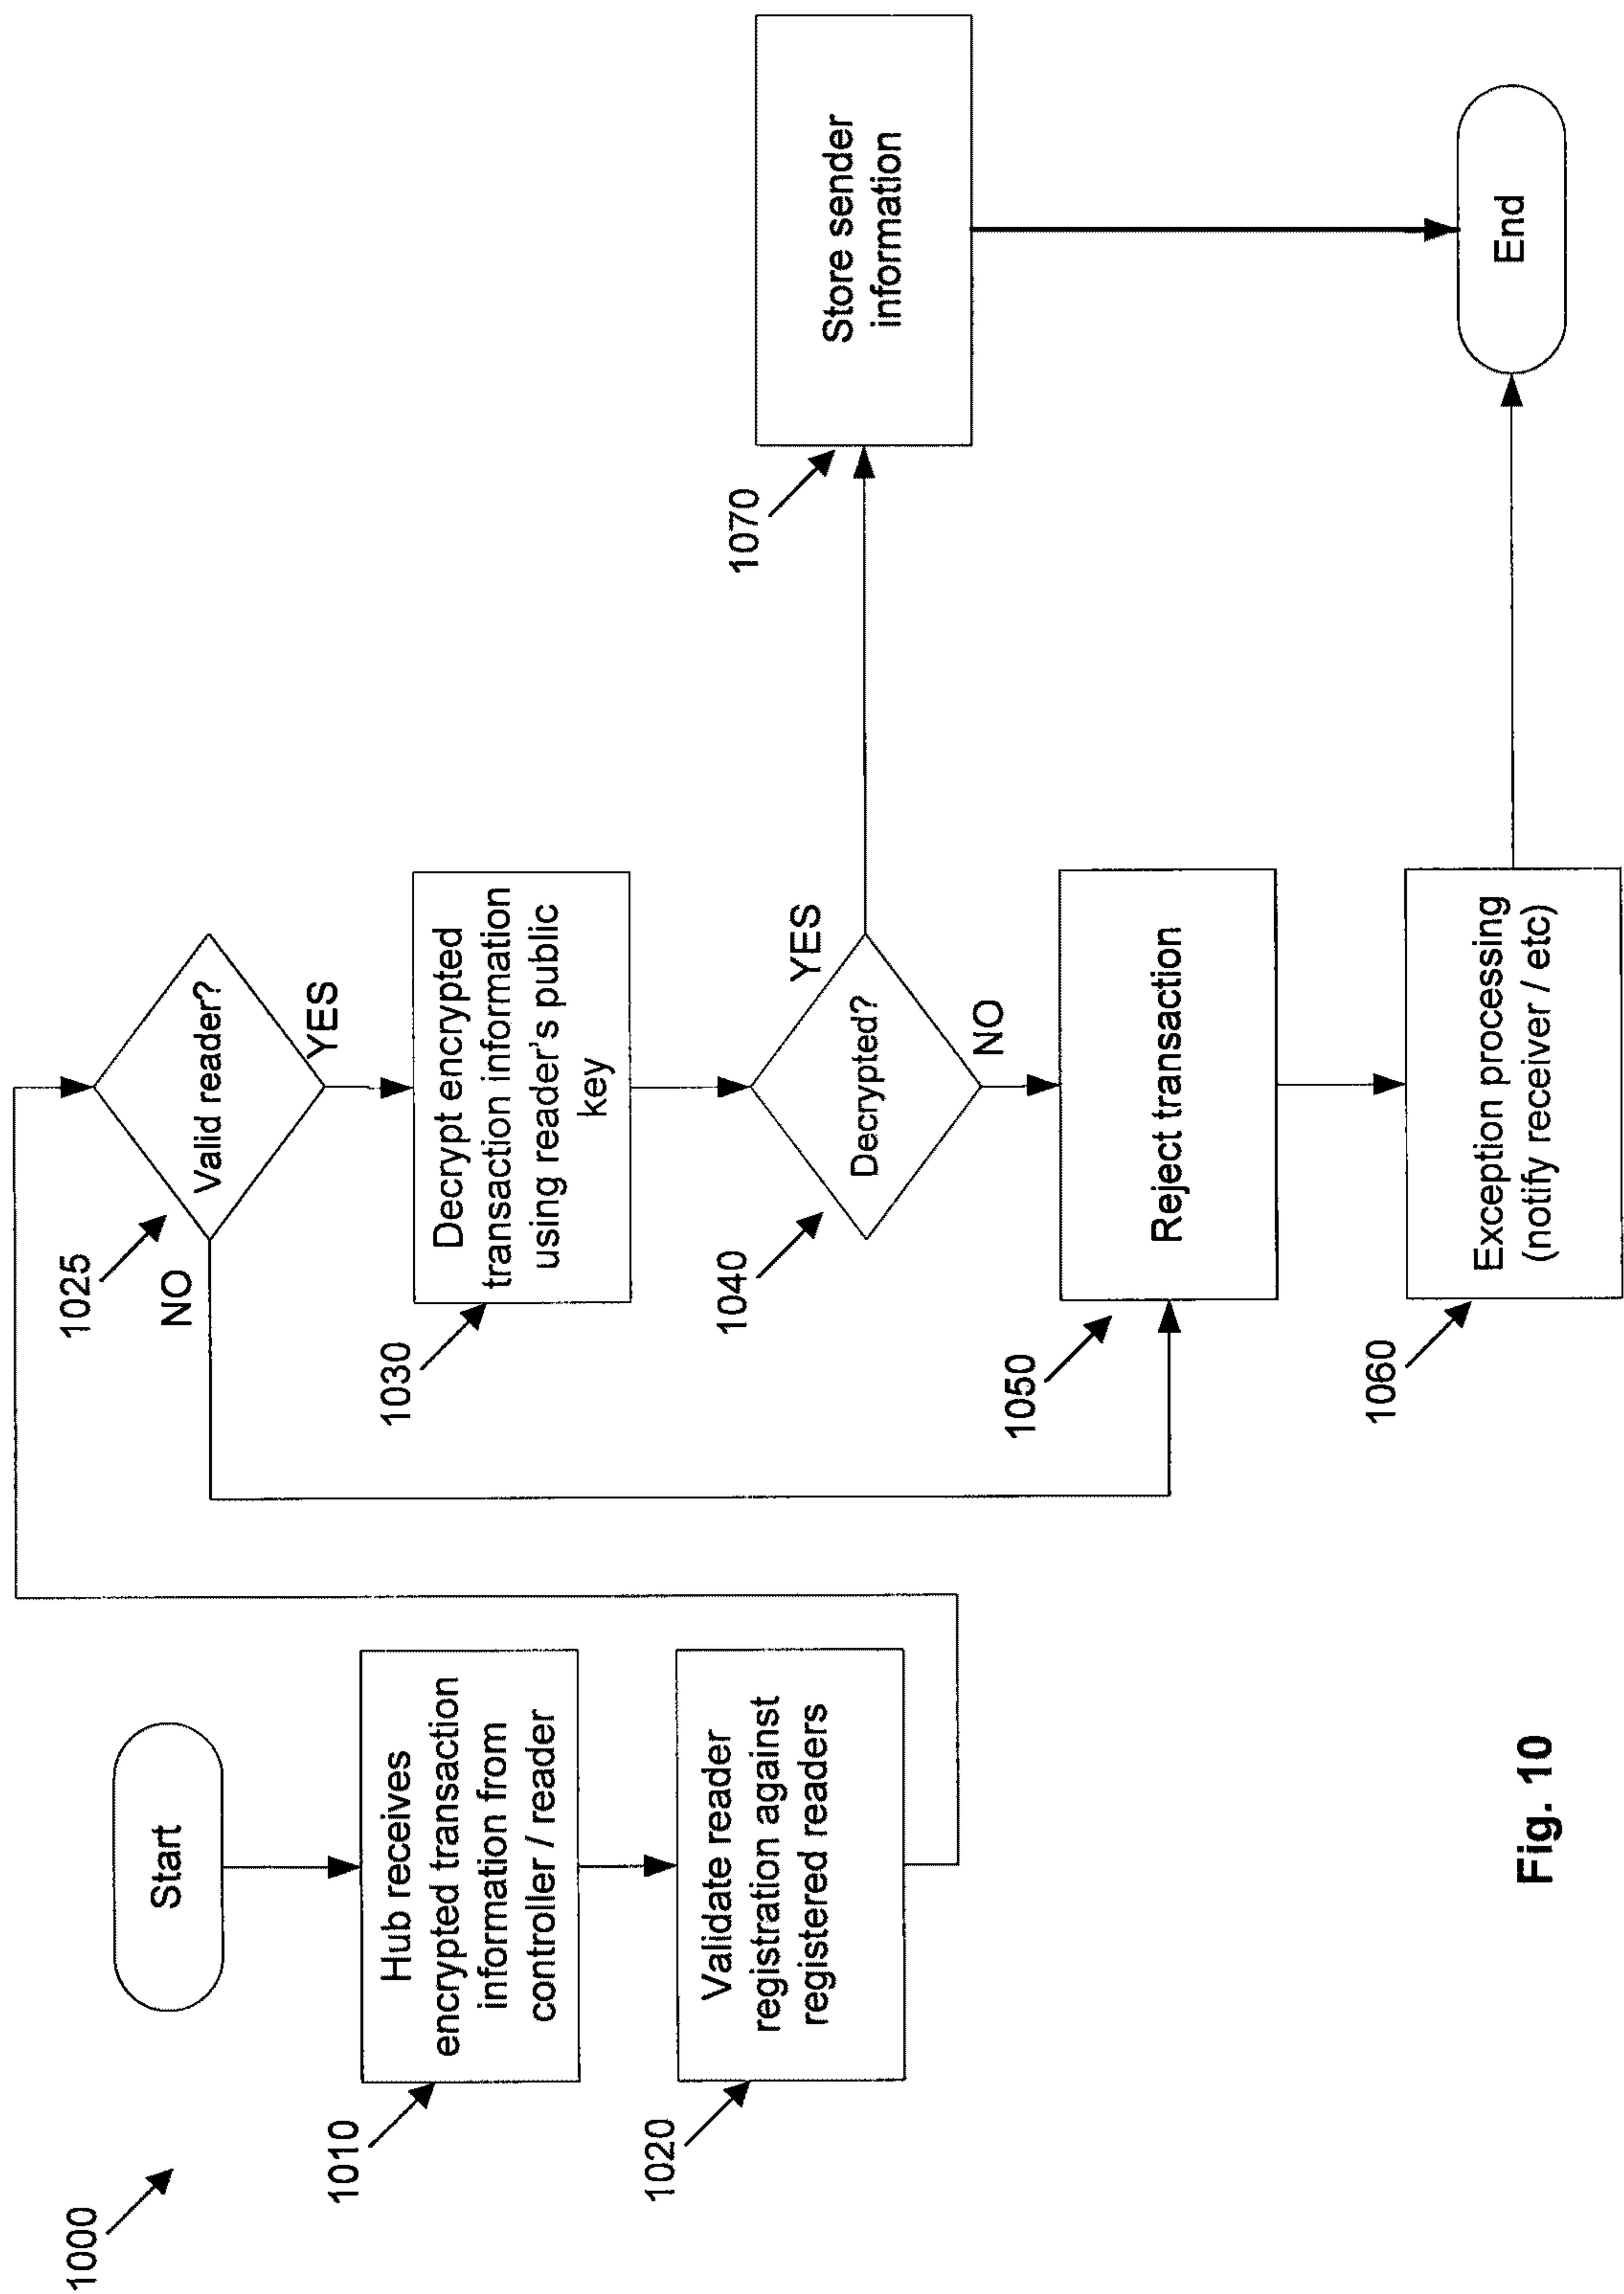 1000
Start
1010
Hub receives
encrypted transaction
information from
controller / reader
1020
Validate reader
registration against
registered readers
1025
Valid reader?
NO
YES
1030
Decrypt encrypted
transaction information
using reader's public
key
1040
Decrypted?
YES
NO
1050
Reject transaction
1060
Exception processing
(notify receiver / etc)
1070
Store sender
information
End
Fig. 10